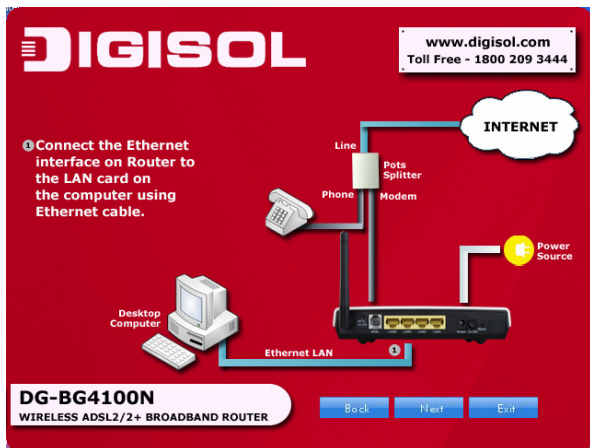 DIGISOL
www.digisol.com
Toll Free - 1800 209 3444
1 Connect the Ethernet
interface on Router to
the LAN card on
the computer using
Ethernet cable.
INTERNET
Line
Pots
Splitter
Phone
Modem
Power
Source
Desktop
Computer
Ethernet LAN
1
DG-BG4100N
WIRELESS ADSL2/2+ BROADBAND ROUTER
Back
Next
Exit